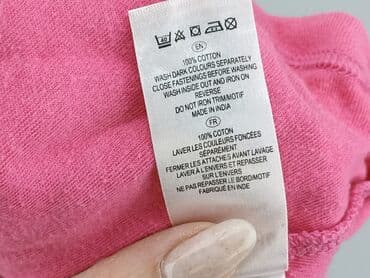 40
EN
100% COTTON
WASH DARK COLOURS SEPARATELY
CLOSE FASTENINGS BEFORE WASHING
WASH INSIDE OUT AND IRON ON
REVERSE
DO NOT IRON TRIM/MOTIF
MADE IN INDIA
FR
100% COTON
LAVER LES COULEURS FONCÉES
SÉPARÉMENT
FERMER LES ATTACHES AVANT LAVAGE
LAVER À L'ENVERS ET REPASSER
SUR L'ENVERS
NE PAS REPASSER LE BORD/MOTIF
FABRIQUÉ EN INDE